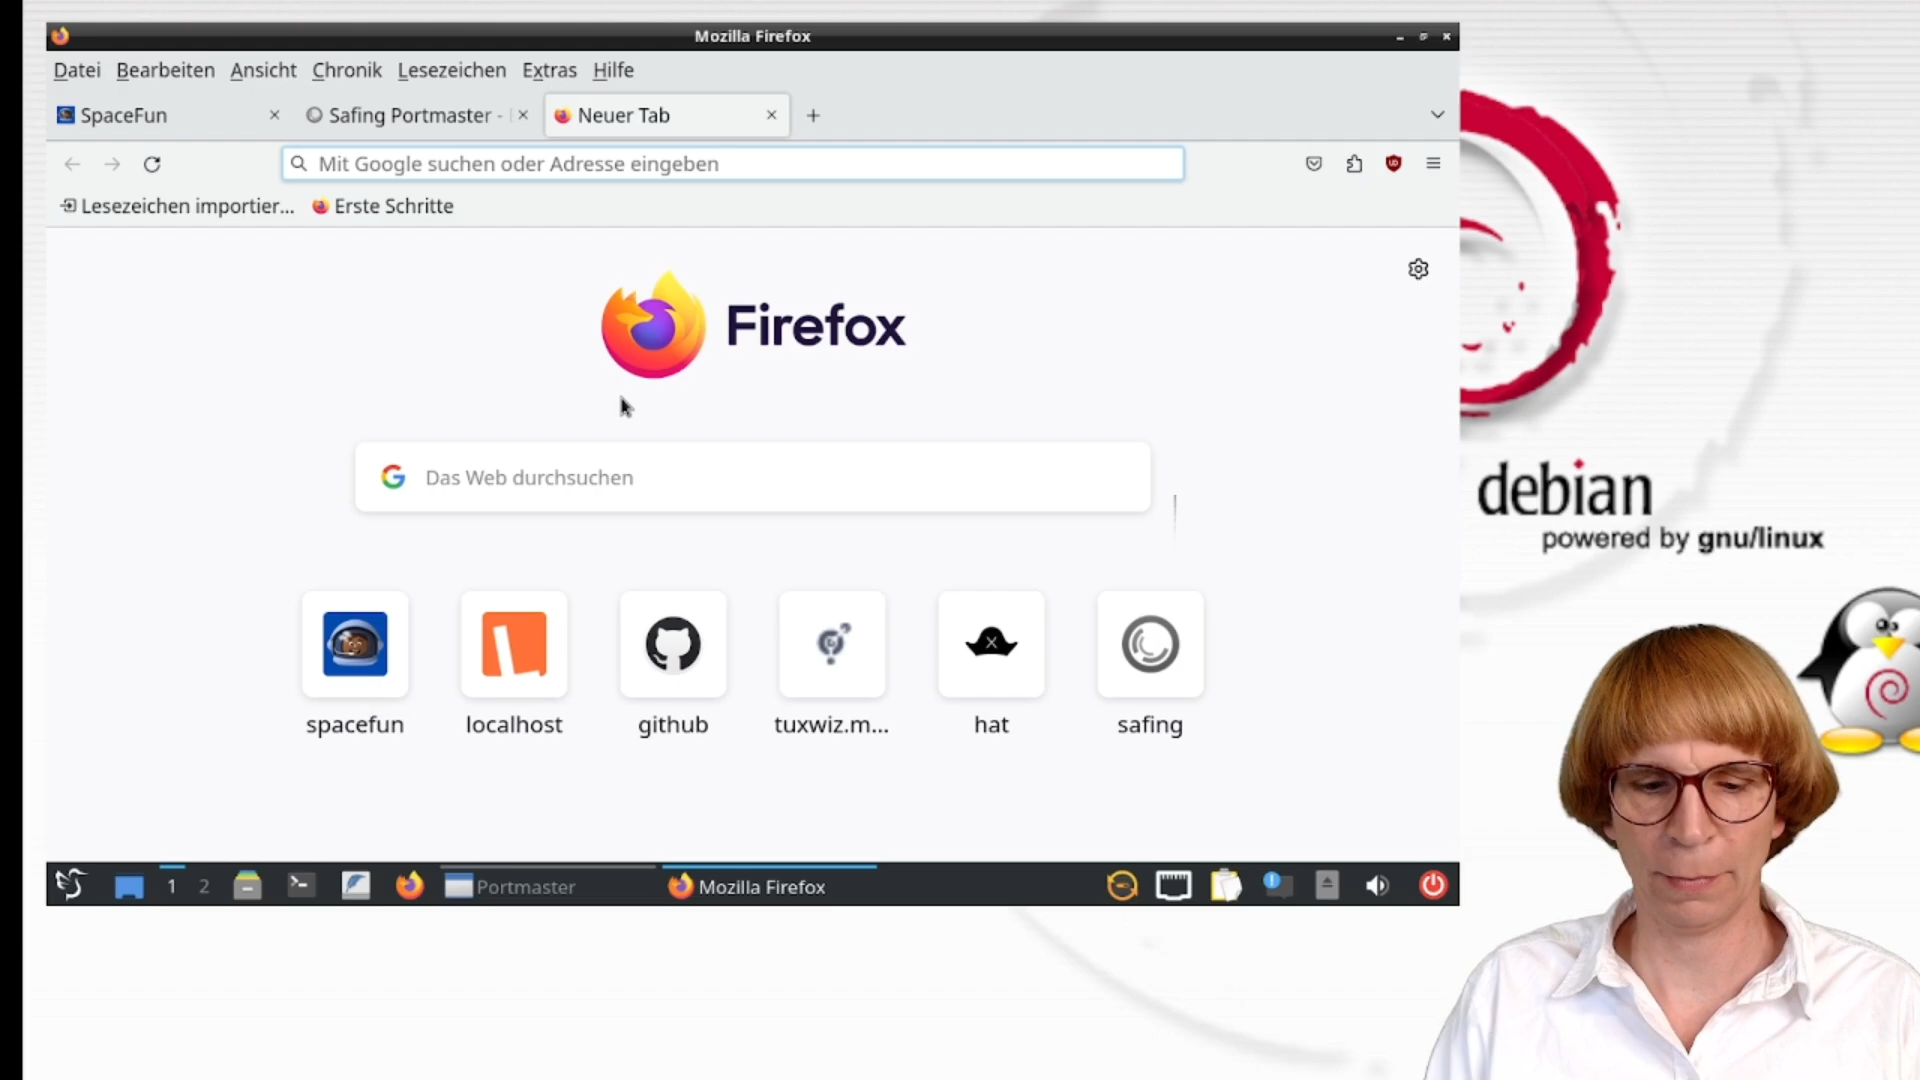 Mozilla Firefox
Datei Bearbeiten Ansicht Chronik Lesezeichen Extras Hilfe
SpaceFun
Safing Portmaster -
Neuer Tab
Mit Google suchen oder Adresse eingeben
Lesezeichen importier...
Erste Schritte
Firefox
Das Web durchsuchen
spacefun
localhost
github
tuxwiz.m...
hat
safing
1 2
Portmaster
Mozilla Firefox
debian
powered by gnu/linux